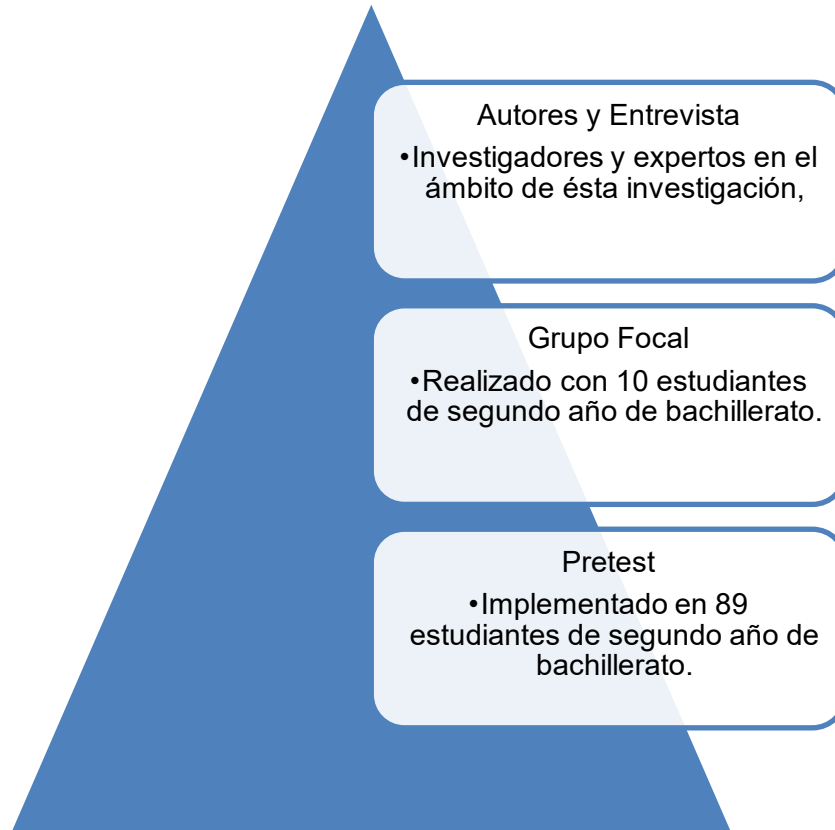 Autores y Entrevista
•Investigadores y expertos en el
ámbito de ésta investigación,
Grupo Focal
•Realizado con 10 estudiantes
de segundo año de bachillerato.
Pretest
•Implementado en 89
estudiantes de segundo año de
bachillerato.